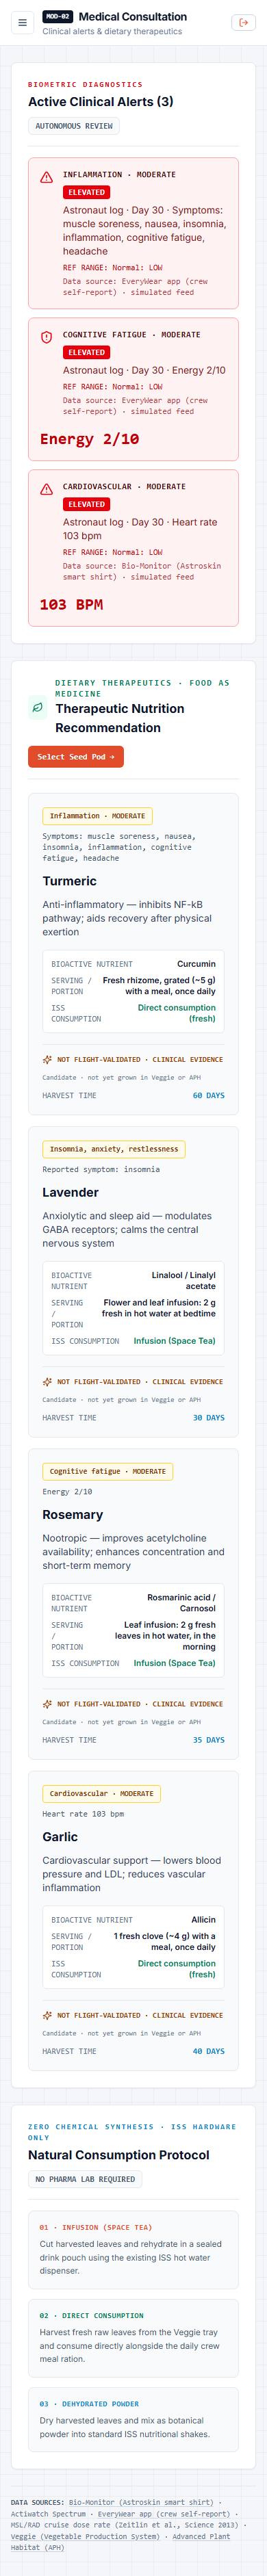 MOD-02 Medical Consultation
Clinical alerts & dietary therapeutics
BIOMETRIC DIAGNOSTICS
Active Clinical Alerts (3)
AUTONOMOUS REVIEW
INFLAMMATION · MODERATE
ELEVATED
Astronaut log · Day 30 · Symptoms:
muscle soreness, nausea, insomnia,
inflammation, cognitive fatigue,
headache
REF RANGE: Normal: LOW
Data source: EveryWear app (crew
self-report) · simulated feed
COGNITIVE FATIGUE · MODERATE
ELEVATED
Astronaut log · Day 30 · Energy 2/10
REF RANGE: Normal: LOW
Data source: EveryWear app (crew
self-report) · simulated feed
Energy 2/10
CARDIOVASCULAR · MODERATE
ELEVATED
Astronaut log · Day 30 · Heart rate
103 bpm
REF RANGE: Normal: LOW
Data source: Bio-Monitor (Astroskin
smart shirt) · simulated feed
103 BPM
DIETARY THERAPEUTICS · FOOD AS
MEDICINE
Therapeutic Nutrition
Recommendation
Select Seed Pod →
Inflammation · MODERATE
Symptoms: muscle soreness, nausea,
insomnia, inflammation, cognitive
fatigue, headache
Turmeric
Anti-inflammatory — inhibits NF-kB
pathway; aids recovery after physical
exertion
BIOACTIVE NUTRIENT Curcumin
SERVING / Fresh rhizome, grated (~5 g)
PORTION with a meal, once daily
ISS Direct consumption
CONSUMPTION (fresh)
NOT FLIGHT-VALIDATED · CLINICAL EVIDENCE
Candidate · not yet grown in Veggie or APH
HARVEST TIME 60 DAYS
Insomnia, anxiety, restlessness
Reported symptom: insomnia
Lavender
Anxiolytic and sleep aid — modulates
GABA receptors; calms the central
nervous system
BIOACTIVE Linalool / Linalyl
NUTRIENT acetate
SERVING Flower and leaf infusion: 2 g
/ fresh in hot water at bedtime
PORTION
ISS CONSUMPTION Infusion (Space Tea)
NOT FLIGHT-VALIDATED · CLINICAL EVIDENCE
Candidate · not yet grown in Veggie or APH
HARVEST TIME 30 DAYS
Cognitive fatigue · MODERATE
Energy 2/10
Rosemary
Nootropic — improves acetylcholine
availability; enhances concentration and
short-term memory
BIOACTIVE Rosmarinic acid /
NUTRIENT Carnosol
SERVING Leaf infusion: 2 g fresh
/ leaves in hot water, in the
PORTION morning
ISS CONSUMPTION Infusion (Space Tea)
NOT FLIGHT-VALIDATED · CLINICAL EVIDENCE
Candidate · not yet grown in Veggie or APH
HARVEST TIME 35 DAYS
Cardiovascular · MODERATE
Heart rate 103 bpm
Garlic
Cardiovascular support — lowers blood
pressure and LDL; reduces vascular
inflammation
BIOACTIVE NUTRIENT Allicin
SERVING / 1 fresh clove (~4 g) with a
PORTION meal, once daily
ISS Direct consumption
CONSUMPTION (fresh)
NOT FLIGHT-VALIDATED · CLINICAL EVIDENCE
Candidate · not yet grown in Veggie or APH
HARVEST TIME 40 DAYS
ZERO CHEMICAL SYNTHESIS · ISS HARDWARE
ONLY
Natural Consumption Protocol
NO PHARMA LAB REQUIRED
01 · INFUSION (SPACE TEA)
Cut harvested leaves and rehydrate in a sealed
drink pouch using the existing ISS hot water
dispenser.
02 · DIRECT CONSUMPTION
Harvest fresh raw leaves from the Veggie tray
and consume directly alongside the daily crew
meal ration.
03 · DEHYDRATED POWDER
Dry harvested leaves and mix as botanical
powder into standard ISS nutritional shakes.
DATA SOURCES: Bio-Monitor (Astroskin smart shirt) ·
Actiwatch Spectrum · EveryWear app (crew self-report) ·
MSL/RAD cruise dose rate (Zeitlin et al., Science 2013) ·
Veggie (Vegetable Production System) · Advanced Plant
Habitat (APH)